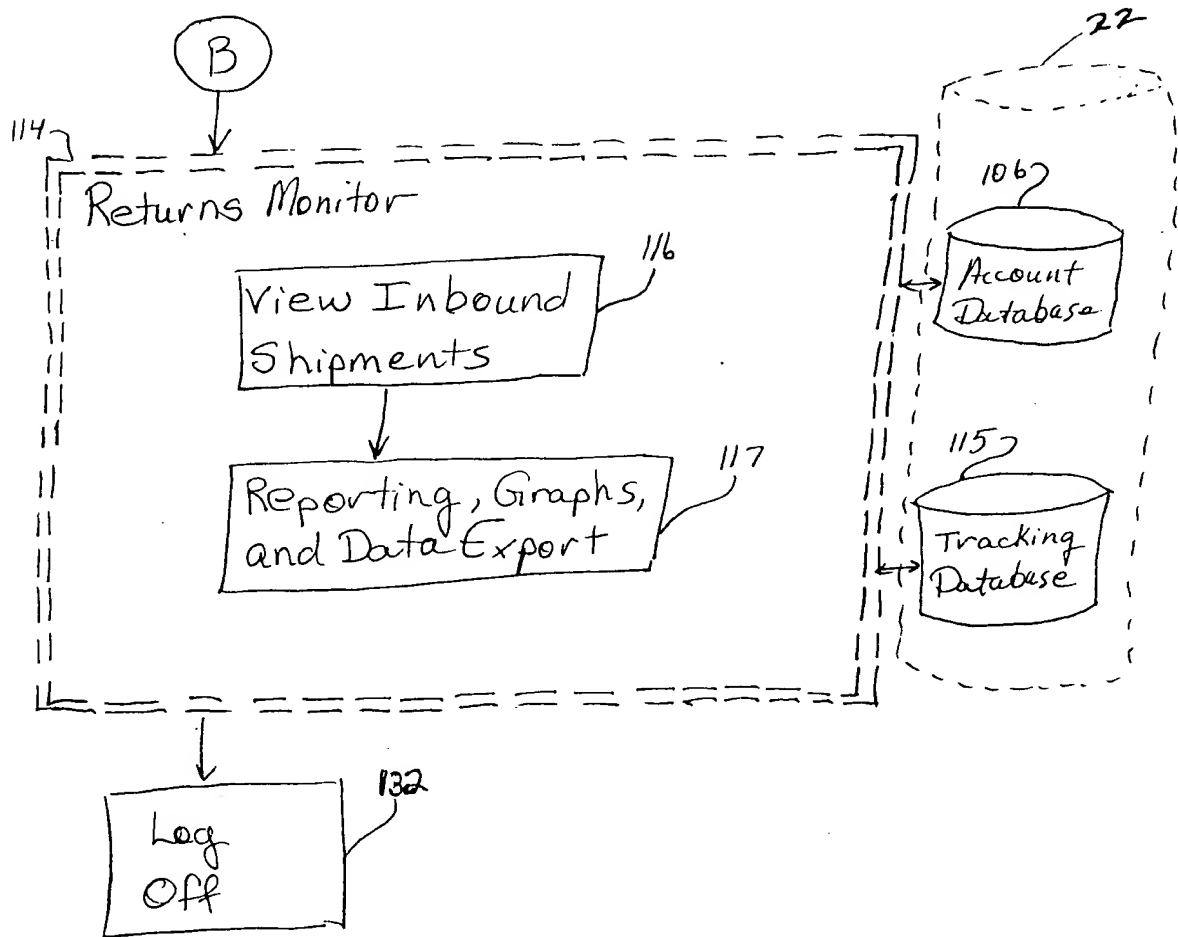 B
22
114
Returns Monitor
106
Account
Database
116
View Inbound
Shipments
115
Tracking
Database
117
Reporting, Graphs,
and Data Export
132
Log
Off